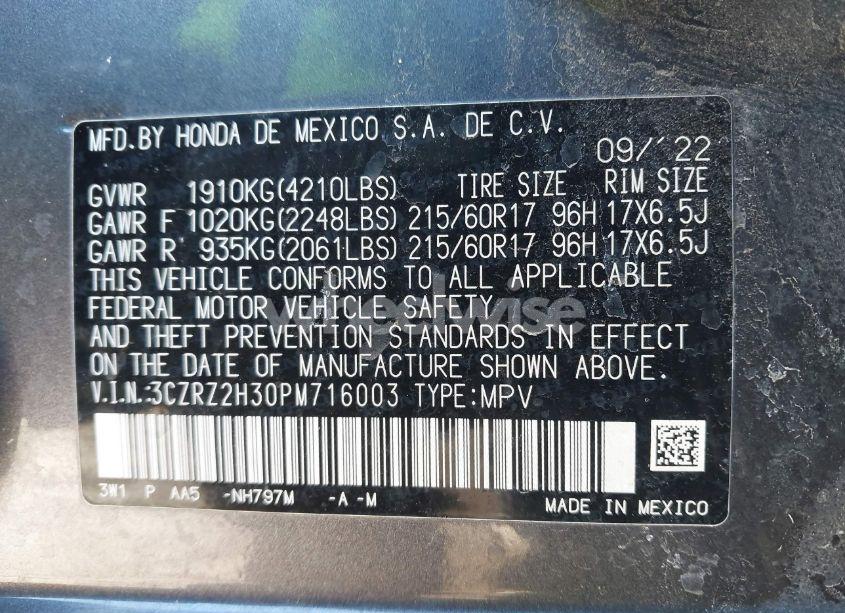 MFD.BY HONDA DE MEXICO S.A. DE C.V.
09/'22
GVWR 1910KG(4210LBS) TIRE SIZE RIM SIZE
GAWR F 1020KG(2248LBS) 215/60R17 96H 17X6.5J
GAWR R 935KG(2061LBS) 215/60R17 96H 17X6.5J
THIS VEHICLE CONFORMS TO ALL APPLICABLE
FEDERAL MOTOR VEHICLE SAFETY
AND THEFT PREVENTION STANDARDS IN EFFECT
ON THE DATE OF MANUFACTURE SHOWN ABOVE.
V.I.N.:3CZRZ2H30PM716003 TYPE:MPV
3W1 P AA5 -NH797M -A -M
MADE IN MEXICO